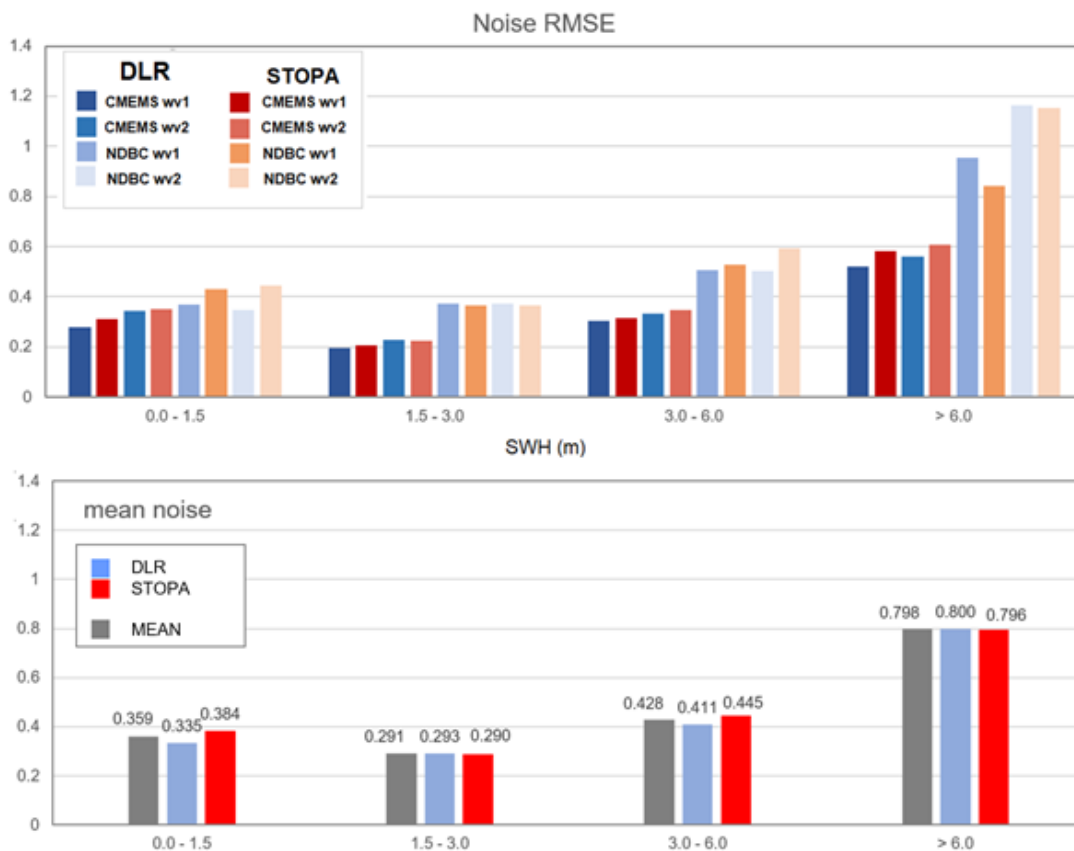 Noise RMSE
1.4
1.2
1
0.8
0.6
0.4
0.2
0
DLR STOPA
CMEMS wv1 CMEMS wv1
CMEMS wv2 CMEMS wv2
NDBC wv1 NDBC wv1
NDBC wv2 NDBC wv2
0.0 - 1.5 1.5 - 3.0 3.0 - 6.0 > 6.0
SWH (m)
1.4
1.2
1
0.8
0.6
0.4
0.2
0
mean noise
DLR
STOPA
MEAN
0.359 0.335 0.384 0.291 0.293 0.290 0.428 0.411 0.445 0.798 0.800 0.796
0.0 - 1.5 1.5 - 3.0 3.0 - 6.0 > 6.0